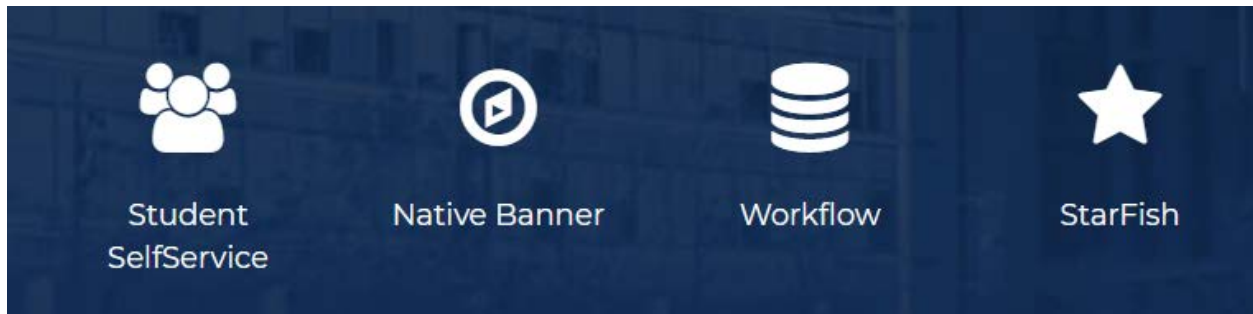 Student
SelfService
Native Banner
Workflow
StarFish